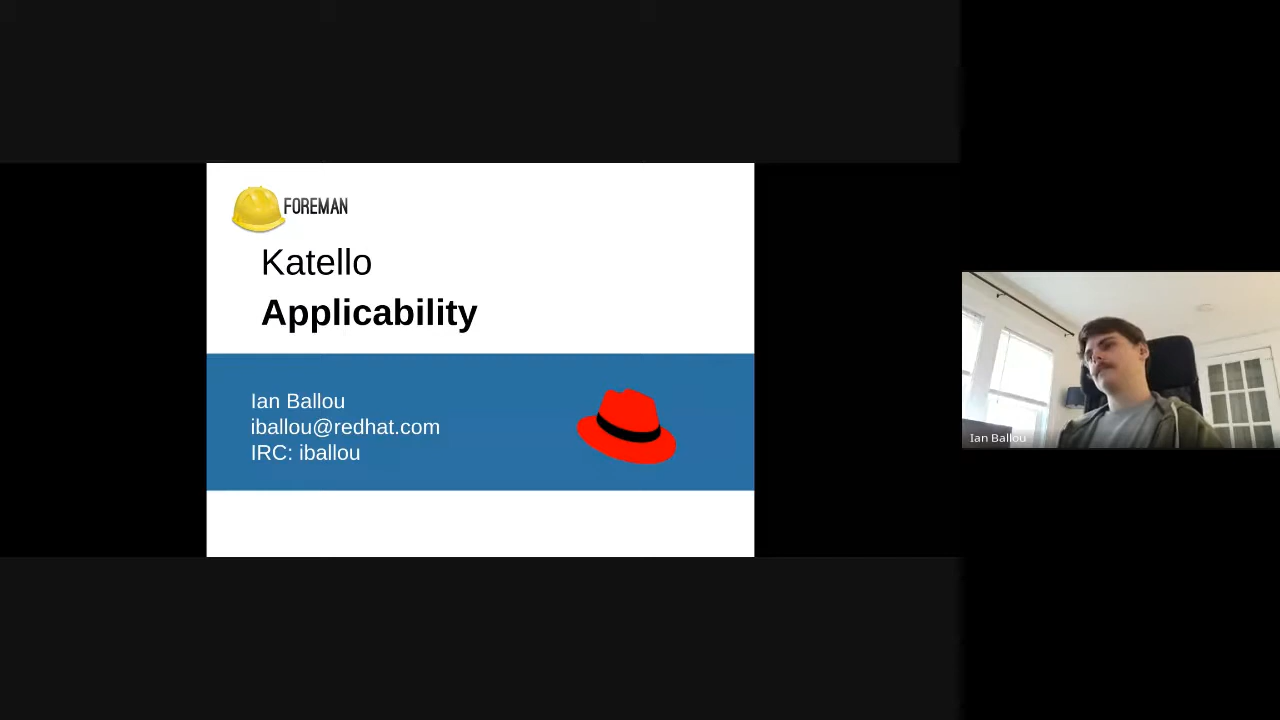 FOREMAN
Katello
Applicability
Ian Ballou
iballou@redhat.com
IRC: iballou
Ian Ballou